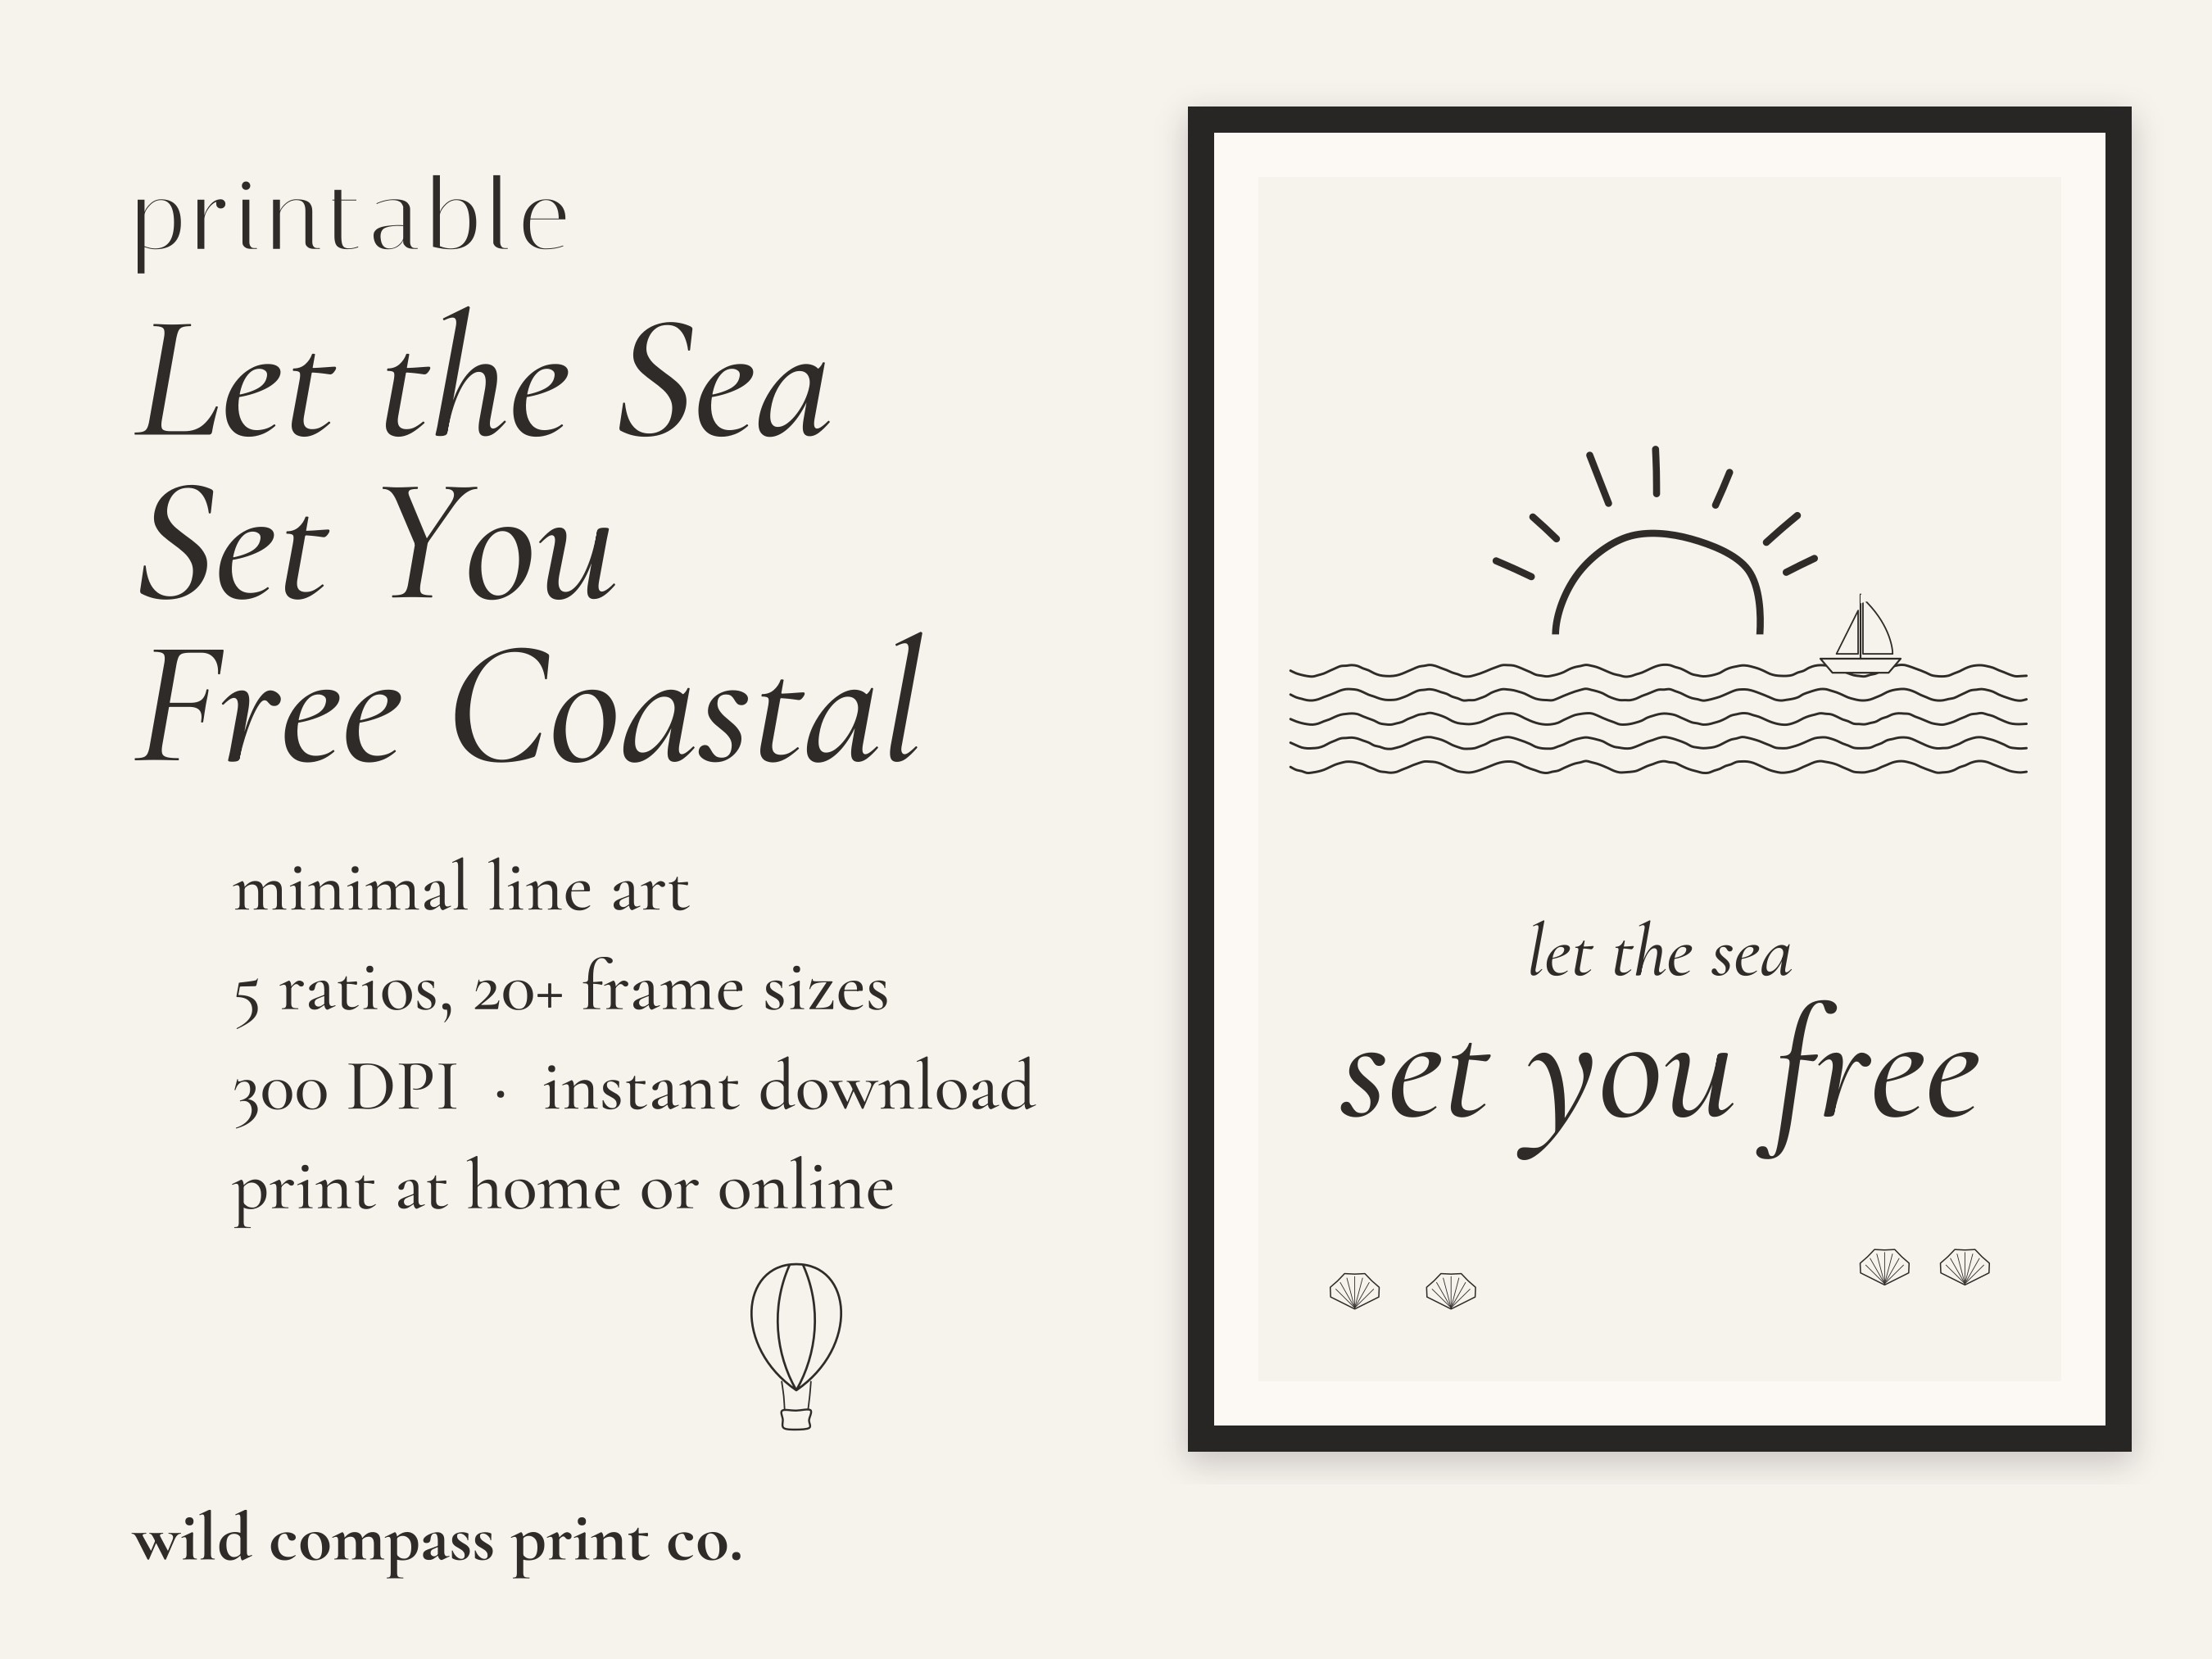 printable
Let the Sea
Set You
Free Coastal
minimal line art
5 ratios, 20+ frame sizes
300 DPI · instant download
print at home or online
wild compass print co.
let the sea
set you free